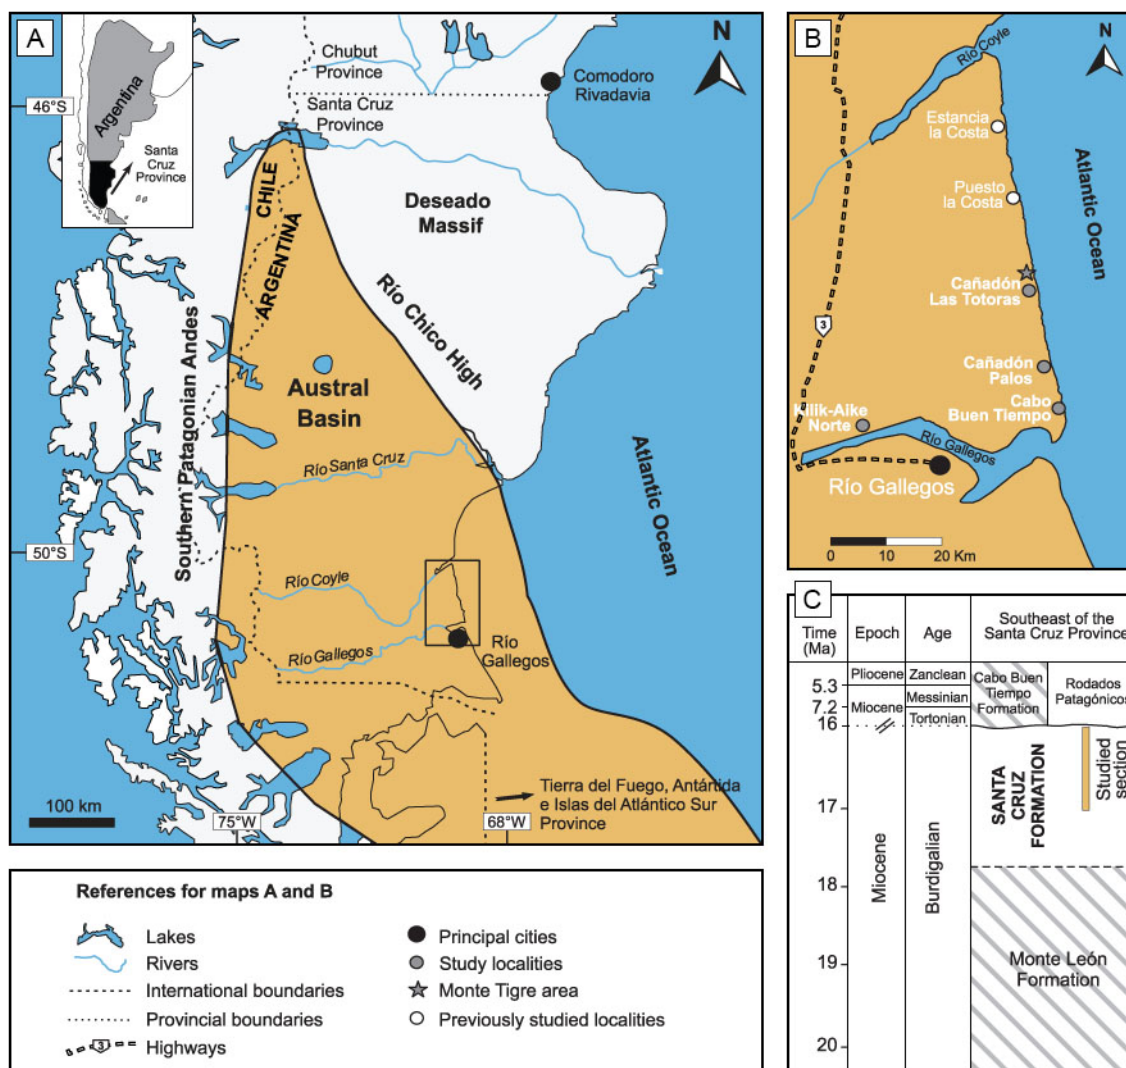 A
N
Argentina
Santa
Cruz
Province
46°S
50°S
75°W
68°W
Chubut
Province
Santa Cruz
Province
Comodoro
Rivadavia
CHILE
ARGENTINA
Deseado
Massif
Río Chico High
Southern Patagonian Andes
Austral
Basin
Río Santa Cruz
Río Coyle
Río Gallegos
Río
Gallegos
Atlantic Ocean
Tierra del Fuego, Antártida
e Islas del Atlántico Sur
Province
100 km
B
N
Río Coyle
Estancia
la Costa
Puesto
la Costa
Atlantic Ocean
Cañadón
Las Totoras
3
Cañadón
Palos
Cabo
Buen Tiempo
Killik-Aike
Norte
Río Gallegos
Río Gallegos
0 10 20 Km
C
Time
(Ma)
Epoch
Age
Southeast of the
Santa Cruz Province
Pliocene
Zanclean
Cabo Buen
Tiempo
Formation
Rodados
Patagónicos
5.3
Messinian
7.2
Miocene
Tortonian
16
SANTA
CRUZ
FORMATION
Studied
section
17
18
Miocene
Burdigalian
19
Monte León
Formation
20
References for maps A and B
Lakes
Rivers
International boundaries
Provincial boundaries
3
Highways
Principal cities
Study localities
Monte Tigre area
Previously studied localities